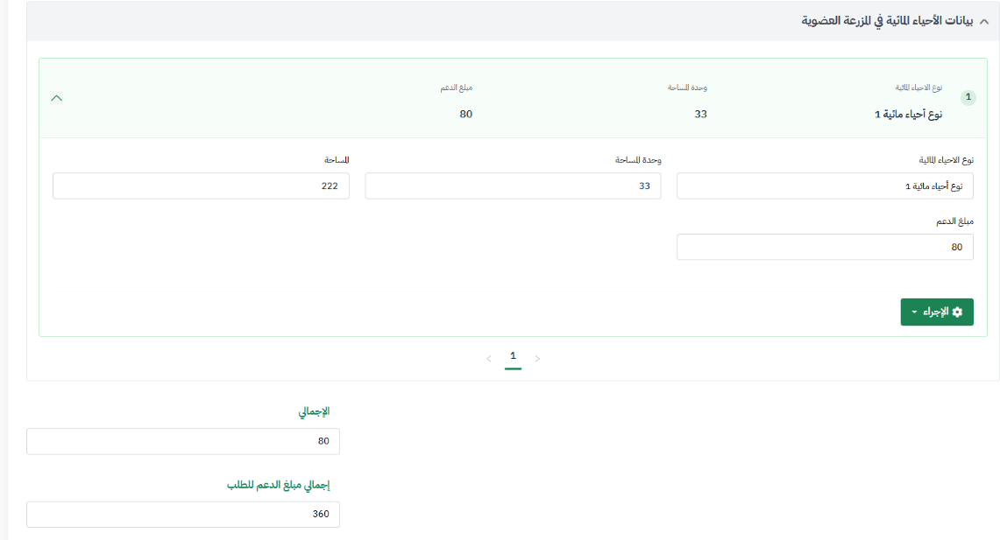 بيانات الأحياء المائية في المزرعة العضوية
1
نوع الاحياء المائية
وحدة المساحة
مبلغ الدعم
نوع أحياء مائية 1
33
80
نوع الاحياء المائية
وحدة المساحة
المساحة
نوع أحياء مائية 1
33
222
مبلغ الدعم
80
الإجراء
1
الإجمالي
80
إجمالي مبلغ الدعم للطلب
360